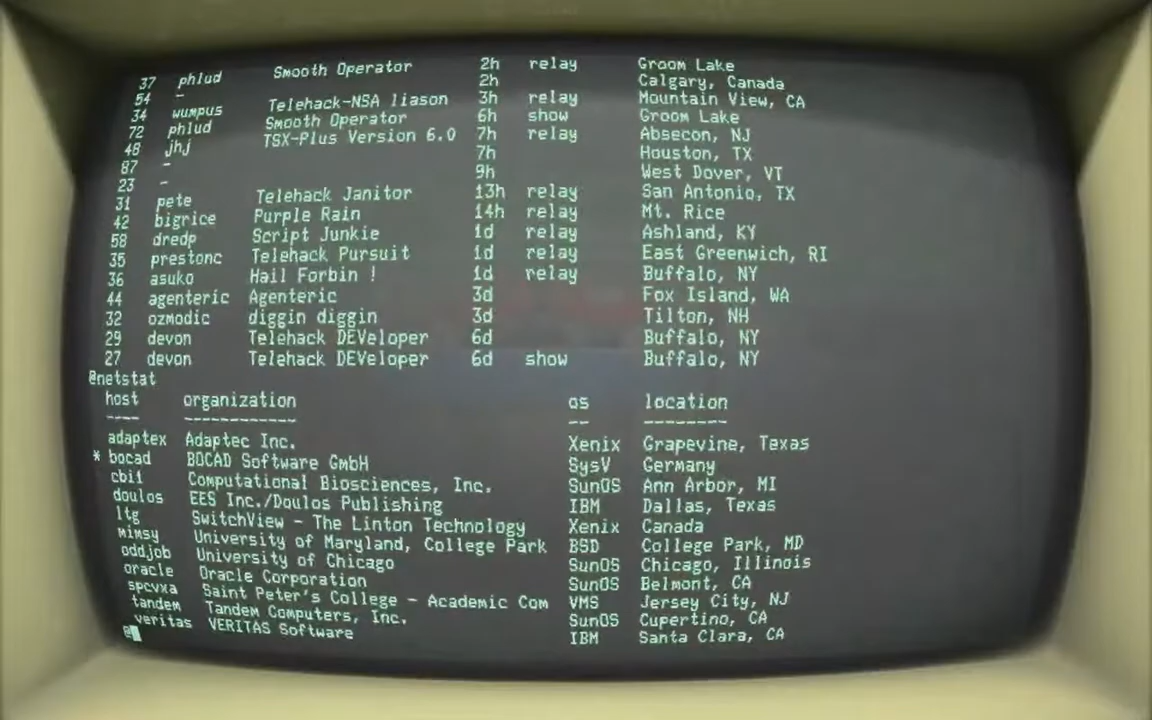 37 phlud Smooth Operator 2h relay Groom Lake
54 - 2h Calgary, Canada
34 wumpus Telehack-NSA liason 3h relay Mountain View, CA
72 phlud Smooth Operator 6h show Groom Lake
48 jhj TSX-Plus Version 6.0 7h relay Absecon, NJ
87 - 7h Houston, TX
23 - 9h West Dover, VT
31 pete Telehack Janitor 13h relay San Antonio, TX
42 bigrice Purple Rain 14h relay Mt. Rice
58 dredp Script Junkie 1d relay Ashland, KY
35 prestonc Telehack Pursuit 1d relay East Greenwich, RI
36 asuko Hail Forbin ! 1d relay Buffalo, NY
44 agenteric Agenteric 3d Fox Island, WA
32 ozmodic diggin diggin 3d Tilton, NH
29 devon Telehack DEVeloper 6d Buffalo, NY
27 devon Telehack DEVeloper 6d show Buffalo, NY
@netstat
host organization os location
---- ------------ -- --------
adaptex Adaptec Inc. Xenix Grapevine, Texas
* bocad BOCAD Software GmbH SysV Germany
cbi1 Computational Biosciences, Inc. SunOS Ann Arbor, MI
doulos EES Inc./Doulos Publishing IBM Dallas, Texas
ltg SwitchView - The Linton Technology Xenix Canada
mimsy University of Maryland, College Park BSD College Park, MD
oddjob University of Chicago SunOS Chicago, Illinois
oracle Oracle Corporation SunOS Belmont, CA
spcvxa Saint Peter's College - Academic Com VMS Jersey City, NJ
tandem Tandem Computers, Inc. SunOS Cupertino, CA
veritas VERITAS Software IBM Santa Clara, CA
@